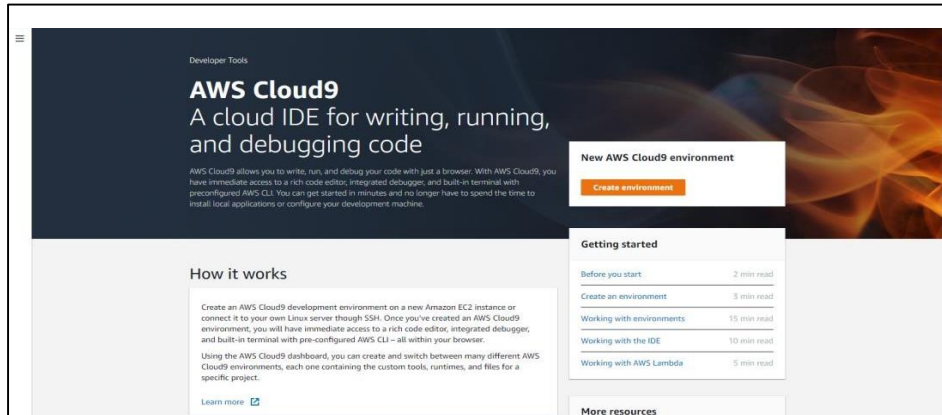 Developer Tools
AWS Cloud9
A cloud IDE for writing, running,
and debugging code
AWS Cloud9 allows you to write, run, and debug your code with just a browser. With AWS Cloud9, you
have immediate access to a rich code editor, integrated debugger, and built-in terminal with
preconfigured AWS CLI. You can get started in minutes and no longer have to spend the time to
install local applications or configure your development machine.
New AWS Cloud9 environment
Create environment
How it works
Create an AWS Cloud9 development environment on a new Amazon EC2 instance or
connect it to your own Linux server though SSH. Once you've created an AWS Cloud9
environment, you will have immediate access to a rich code editor, integrated debugger,
and built-in terminal with pre-configured AWS CLI – all within your browser.
Using the AWS Cloud9 dashboard, you can create and switch between many different AWS
Cloud9 environments, each one containing the custom tools, runtimes, and files for a
specific project.
Learn more
Getting started
Before you start 2 min read
Create an environment 3 min read
Working with environments 15 min read
Working with the IDE 10 min read
Working with AWS Lambda 5 min read
More resources